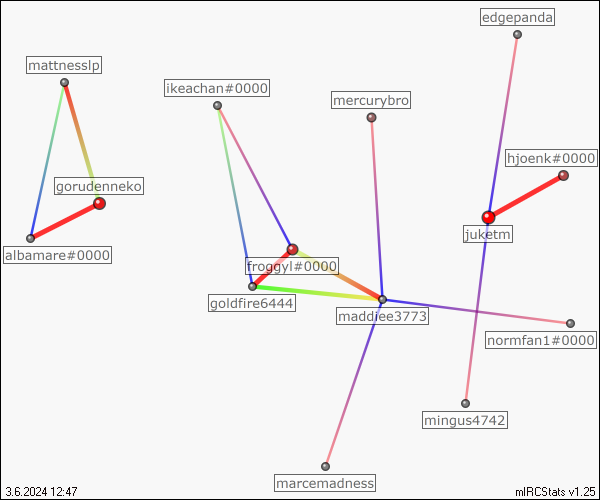 edgepanda
mattnesslp
ikeachan#0000
mercurybro
hjoenk#0000
gorudenneko
juketm
albamare#0000
froggyl#0000
goldfire6444
maddiee3773
normfan1#0000
mingus4742
marcemadness
3.6.2024 12:47
mIRCStats v1.25